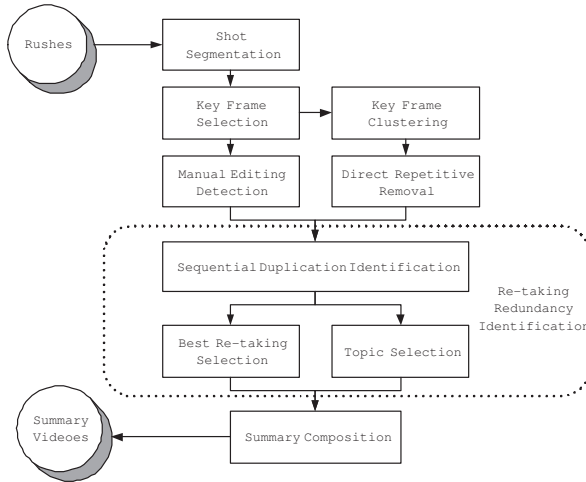 Rushes
Shot
Segmentation
Key Frame
Selection
Key Frame
Clustering
Manual Editing
Detection
Direct Repetitive
Removal
Sequential Duplication Identification
Re-taking
Redundancy
Identification
Best Re-taking
Selection
Topic Selection
Summary
Videoes
Summary Composition